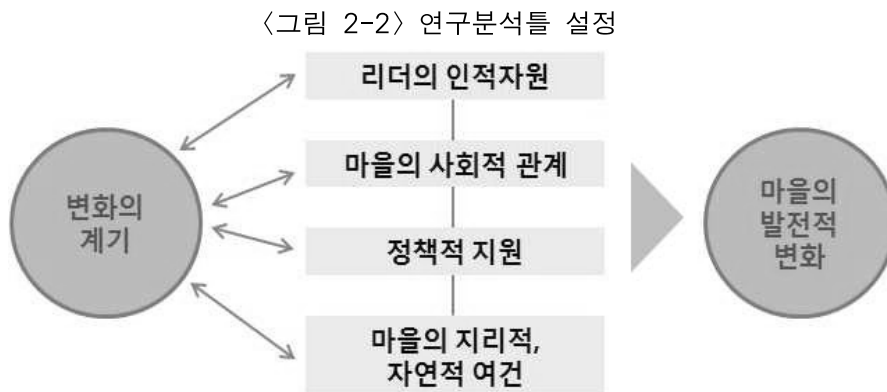 〈그림 2-2〉 연구분석틀 설정
리더의 인적자원
마을의 사회적 관계
변화의
계기
정책적 지원
마을의 지리적,
자연적 여건
마을의
발전적
변화